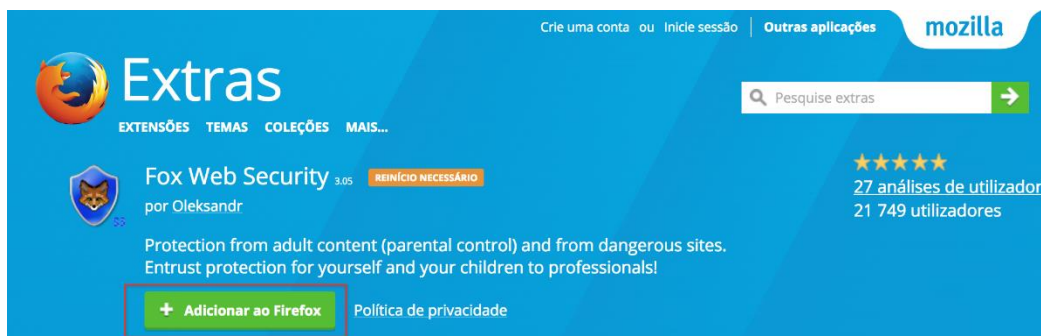 Crie uma conta ou Inicie sessão Outras aplicações mozilla
Extras
Pesquise extras
EXTENSÕES TEMAS COLEÇÕES MAIS...
Fox Web Security 3.05 REINÍCIO NECESSÁRIO
por Oleksandr
27 análises de utilizador
21 749 utilizadores
Protection from adult content (parental control) and from dangerous sites.
Entrust protection for yourself and your children to professionals!
+ Adicionar ao Firefox Política de privacidade